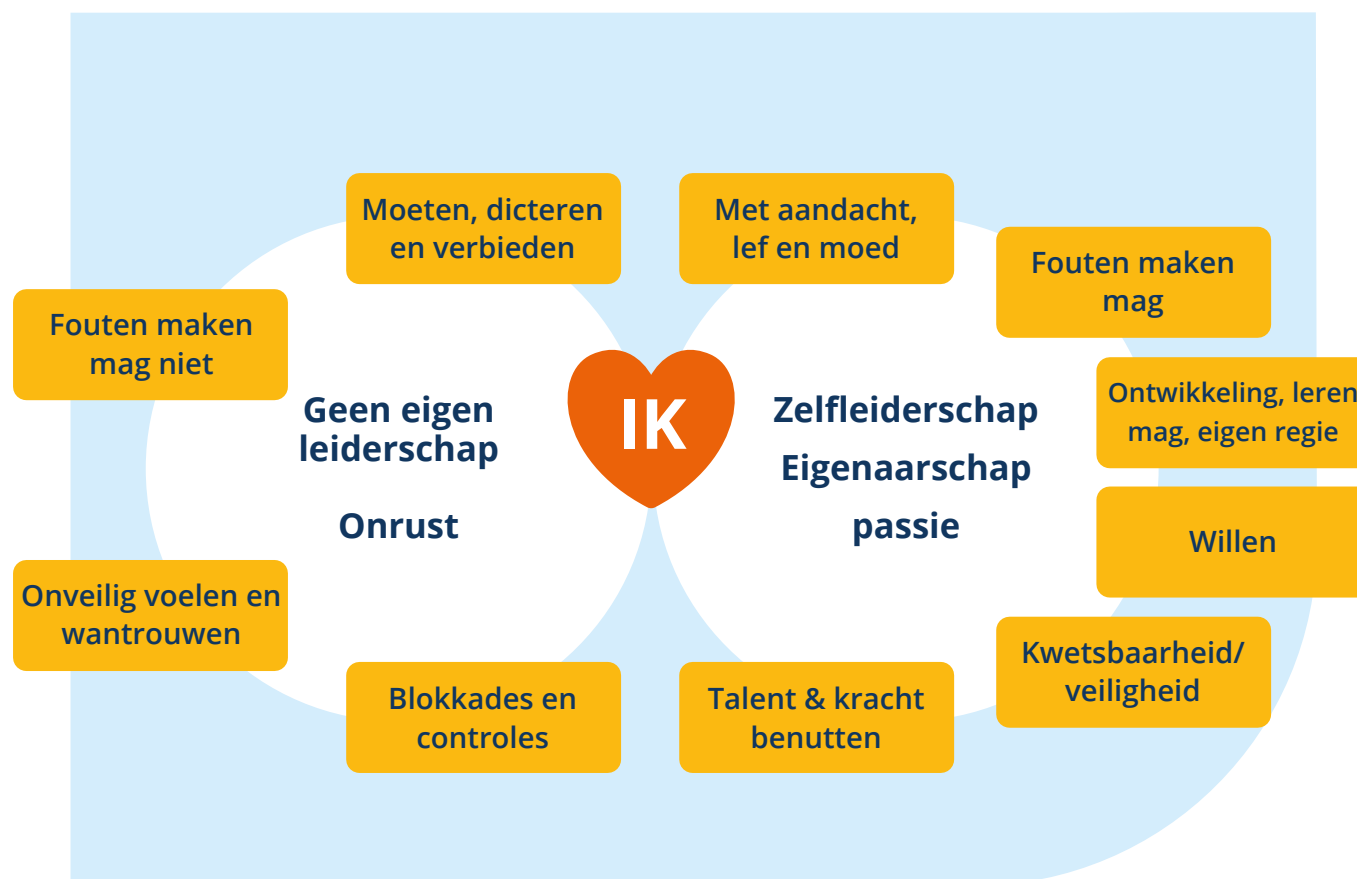 Moeten, dicteren
en verbieden
Met aandacht,
lef en moed
Fouten maken
mag
Fouten maken
mag niet
Ontwikkeling, leren
mag, eigen regie
Geen eigen
leiderschap
Onrust
IK
Zelfleiderschap
Eigenaarschap
passie
Willen
Onveilig voelen en
wantrouwen
Kwetsbaarheid/
veiligheid
Blokkades en
controles
Talent & kracht
benutten